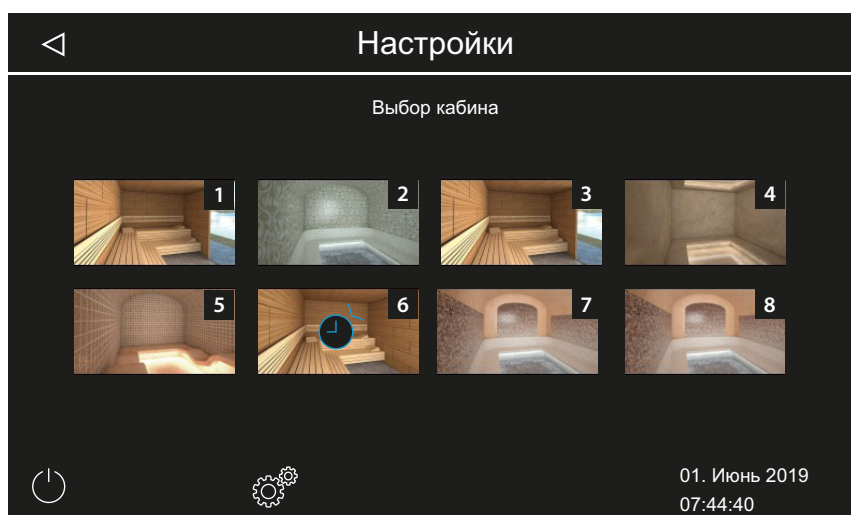 Настройки
Выбор кабина
1 2 3 4
5 6 7 8
01. Июнь 2019
07:44:40